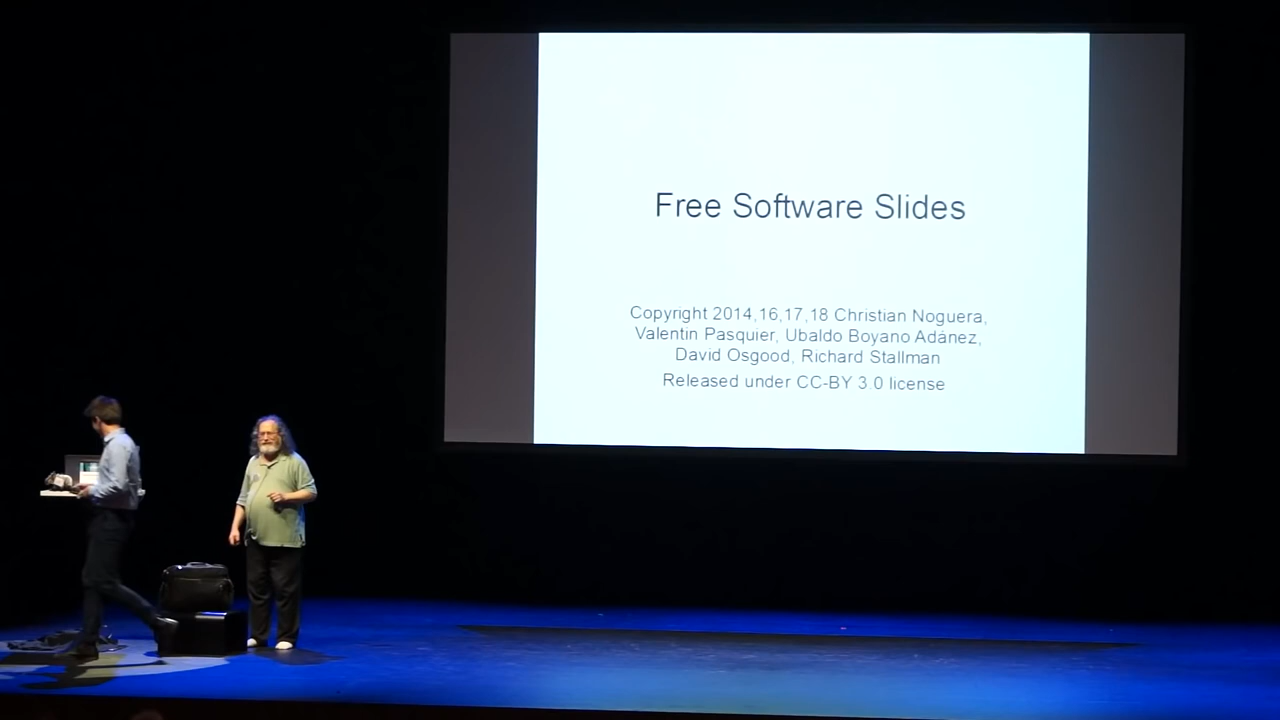 Free Software Slides
Copyright 2014,16,17,18 Christian Noguera,
Valentin Pasquier, Ubaldo Boyano Adánez,
David Osgood, Richard Stallman
Released under CC-BY 3.0 license